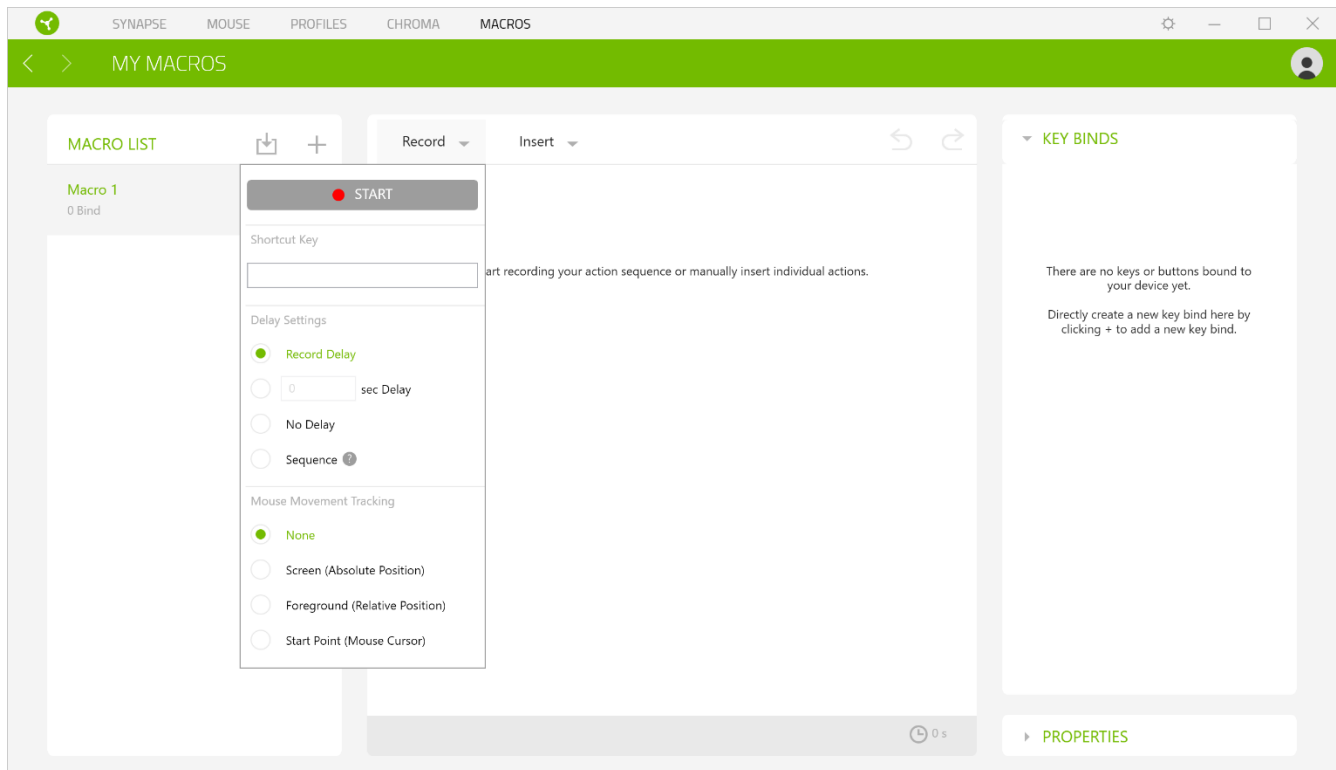 SYNAPSE MOUSE PROFILES CHROMA MACROS
MY MACROS
MACRO LIST
Macro 1
0 Bind
Record Insert
START
Shortcut Key
art recording your action sequence or manually insert individual actions.
Delay Settings
Record Delay
0 sec Delay
No Delay
Sequence ?
Mouse Movement Tracking
None
Screen (Absolute Position)
Foreground (Relative Position)
Start Point (Mouse Cursor)
0 s
KEY BINDS
There are no keys or buttons bound to
your device yet.
Directly create a new key bind here by
clicking + to add a new key bind.
PROPERTIES